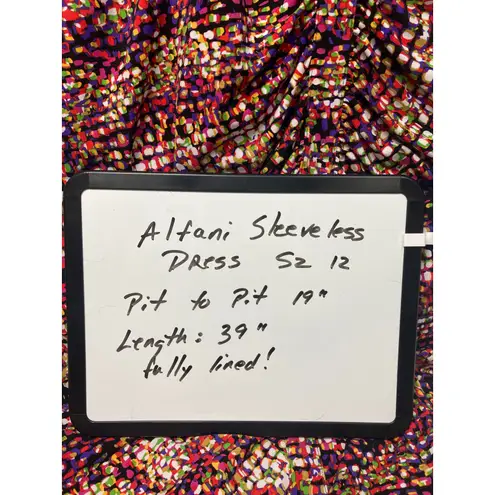 Alfani Sleeveless
Dress Sz 12
Pit to Pit 19"
Length: 39"
fully lined!